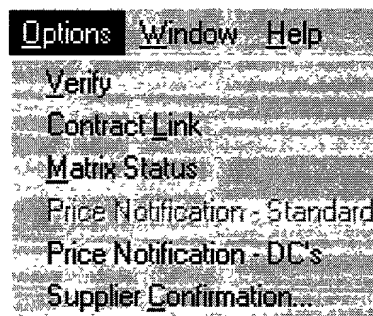 Options Window Help
Verify
Contract Link
Matrix Status
Price Notification - Standard
Price Notification - DC's
Supplier Confirmation...